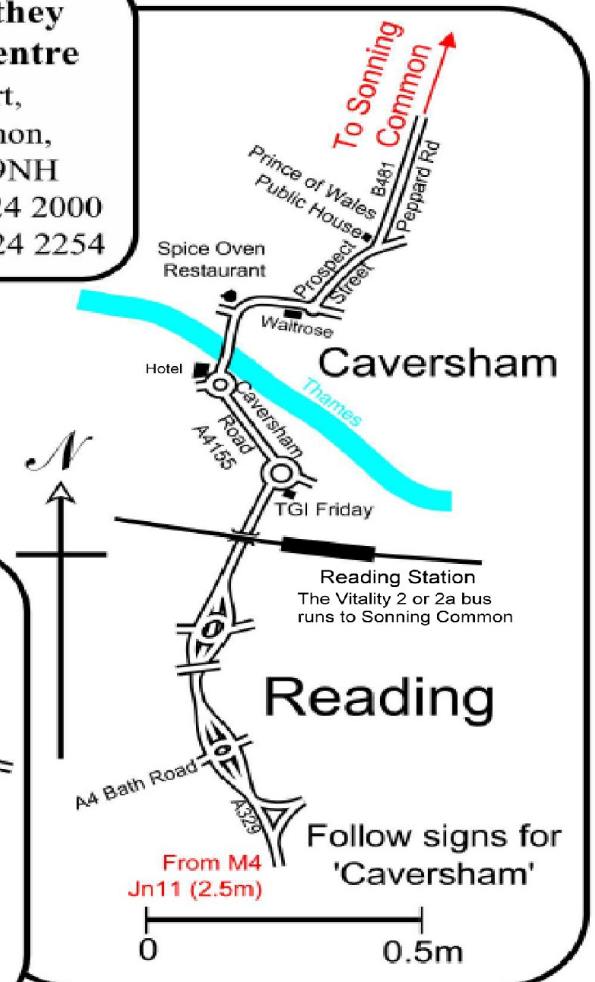 they
entre
rt,
non,
9NH
24 2000
24 2254
To Sonning
Common
Prince of Wales
Public House
B481
Peppard Rd
Prospect
Street
Spice Oven
Restaurant
Waitrose
Caversham
Hotel
Thames
Caversham
Road
A4155
N
TGI Friday
Reading Station
The Vitality 2 or 2a bus
runs to Sonning Common
Reading
A4 Bath Road
A329
Follow signs for
'Caversham'
From M4
Jn11 (2.5m)
0
0.5m